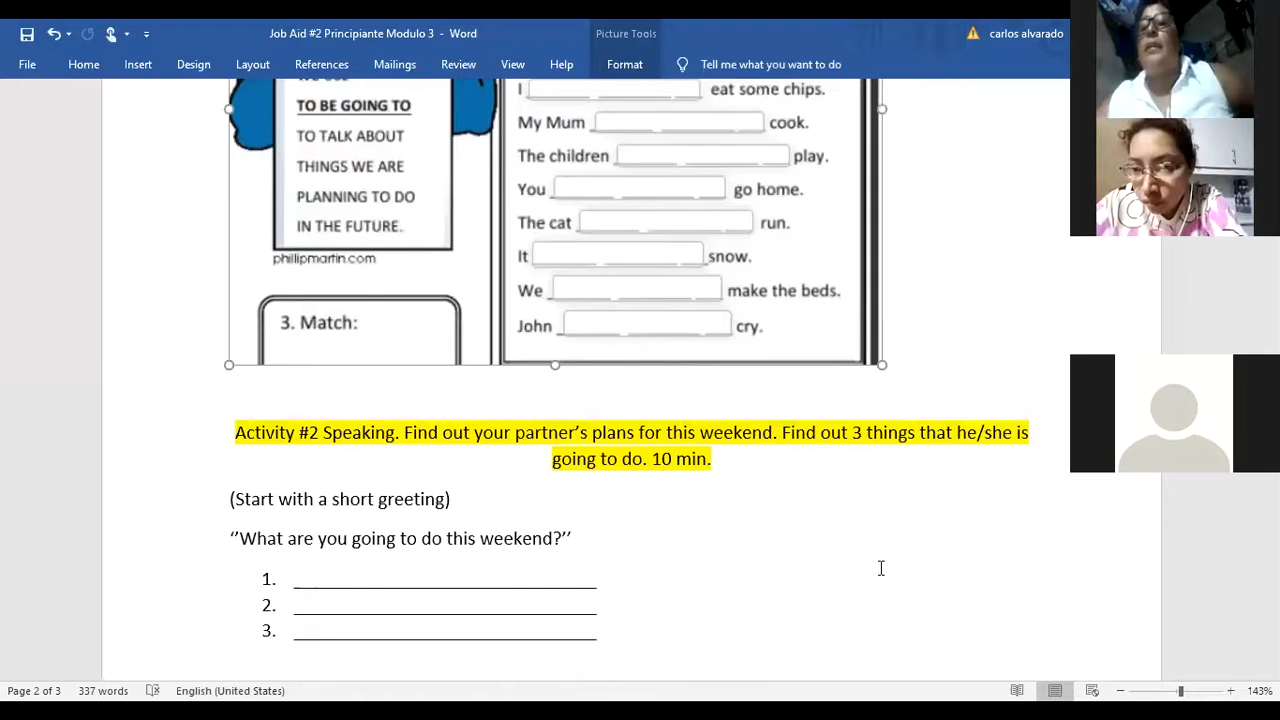 Job Aid #2 Principiante Modulo 3 - Word
Picture Tools
carlos alvarado
File Home Insert Design Layout References Mailings Review View Help Format Tell me what you want to do
TO BE GOING TO
TO TALK ABOUT
THINGS WE ARE
PLANNING TO DO
IN THE FUTURE.
phillipmartin.com
3. Match:
I eat some chips.
My Mum cook.
The children play.
You go home.
The cat run.
It snow.
We make the beds.
John cry.
Activity #2 Speaking. Find out your partner’s plans for this weekend. Find out 3 things that he/she is
going to do. 10 min.
(Start with a short greeting)
‘’What are you going to do this weekend?’’
1.
2.
3.
Page 2 of 3 337 words English (United States) 143%